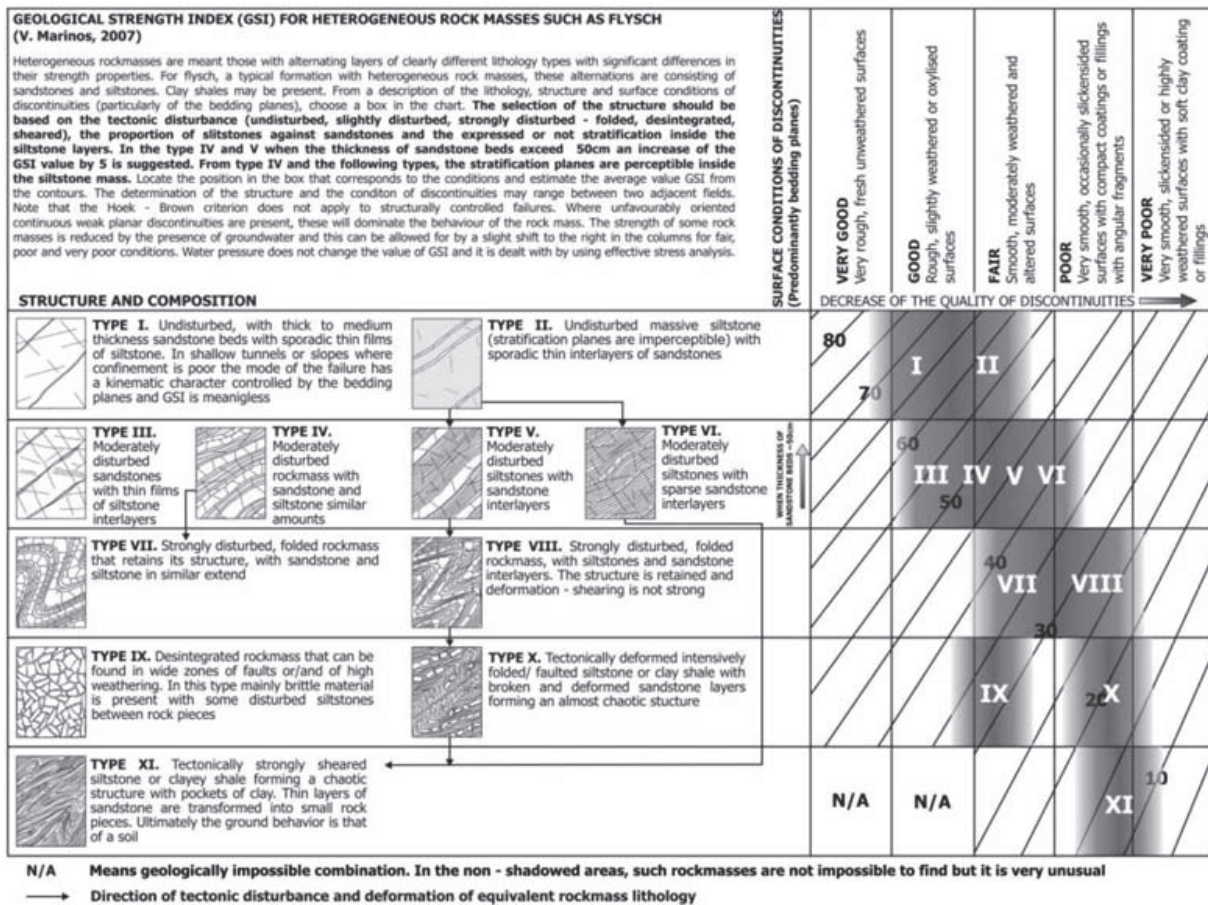 GEOLOGICAL STRENGTH INDEX (GSI) FOR HETEROGENEOUS ROCK MASSES SUCH AS FLYSCH
(V. Marinos, 2007)
Heterogeneous rockmasses are meant those with alternating layers of clearly different lithology types with significant differences in
their strength properties. For flysch, a typical formation with heterogeneous rock masses, these alternations are consisting of
sandstones and siltstones. Clay shales may be present. From a description of the lithology, structure and surface conditions of
discontinuities (particularly of the bedding planes), choose a box in the chart. The selection of the structure should be
based on the tectonic disturbance (undisturbed, slightly disturbed, strongly disturbed - folded, desintegrated,
sheared), the proportion of slitstones against sandstones and the expressed or not stratification inside the
siltstone layers. In the type IV and V when the thickness of sandstone beds exceed 50cm an increase of the
GSI value by 5 is suggested. From type IV and the following types, the stratification planes are perceptible inside
the siltstone mass. Locate the position in the box that corresponds to the conditions and estimate the average value GSI from
the contours. The determination of the structure and the conditon of discontinuities may range between two adjacent fields.
Note that the Hoek - Brown criterion does not apply to structurally controlled failures. Where unfavourably oriented
continuous weak planar discontinuities are present, these will dominate the behaviour of the rock mass. The strength of some rock
masses is reduced by the presence of groundwater and this can be allowed for by a slight shift to the right in the columns for fair,
poor and very poor conditions. Water pressure does not change the value of GSI and it is dealt with by using effective stress analysis.
SURFACE CONDITIONS OF DISCONTINUITIES
(Predominantly bedding planes)
VERY GOOD
Very rough, fresh unweathered surfaces
GOOD
Rough, slightly weathered or oxylised
surfaces
FAIR
Smooth, moderately weathered and
altered surfaces
POOR
Very smooth, occasionally slickensided
surfaces with compact coatings or fillings
with angular fragments
VERY POOR
Very smooth, slickensided or highly
weathered surfaces with soft clay coating
or fillings
STRUCTURE AND COMPOSITION
DECREASE OF THE QUALITY OF DISCONTINUITIES
TYPE I. Undisturbed, with thick to medium
thickness sandstone beds with sporadic thin films
of siltstone. In shallow tunnels or slopes where
confinement is poor the mode of the failure has
a kinematic character controlled by the bedding
planes and GSI is meanigless
TYPE II. Undisturbed massive siltstone
(stratification planes are imperceptible) with
sporadic thin interlayers of sandstones
80
70
I
II
TYPE III.
Moderately
disturbed
sandstones
with thin films
of siltstone
interlayers
TYPE IV.
Moderately
disturbed
rockmass with
sandstone and
siltstone similar
amounts
TYPE V.
Moderately
disturbed
siltstones with
sandstone
interlayers
TYPE VI.
Moderately
disturbed
siltstones with
sparse sandstone
interlayers
WHEN THICKNESS OF
SANDSTONE BEDS ~50cm
60
III IV V VI
50
TYPE VII. Strongly disturbed, folded rockmass
that retains its structure, with sandstone and
siltstone in similar extend
TYPE VIII. Strongly disturbed, folded
rockmass, with siltstones and sandstone
interlayers. The structure is retained and
deformation - shearing is not strong
40
VII
VIII
30
TYPE IX. Desintegrated rockmass that can be
found in wide zones of faults or/and of high
weathering. In this type mainly brittle material
is present with some disturbed siltstones
between rock pieces
TYPE X. Tectonically deformed intensively
folded/ faulted siltstone or clay shale with
broken and deformed sandstone layers
forming an almost chaotic stucture
IX
20
X
TYPE XI. Tectonically strongly sheared
siltstone or clayey shale forming a chaotic
structure with pockets of clay. Thin layers
of sandstone are transformed into small rock
pieces. Ultimately the ground behavior is that
of a soil
N/A
N/A
XI
10
N/A Means geologically impossible combination. In the non - shadowed areas, such rockmasses are not impossible to find but it is very unusual
Direction of tectonic disturbance and deformation of equivalent rockmass lithology